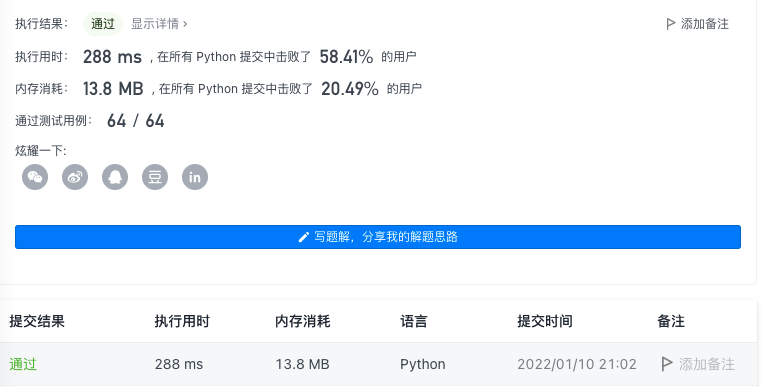 执行结果： 通过 显示详情 › 添加备注
执行用时： 288 ms , 在所有 Python 提交中击败了 58.41% 的用户
内存消耗： 13.8 MB , 在所有 Python 提交中击败了 20.49% 的用户
通过测试用例： 64 / 64
炫耀一下:
豆 in
写题解，分享我的解题思路
提交结果 执行用时 内存消耗 语言 提交时间 备注
通过 288 ms 13.8 MB Python 2022/01/10 21:02 添加备注